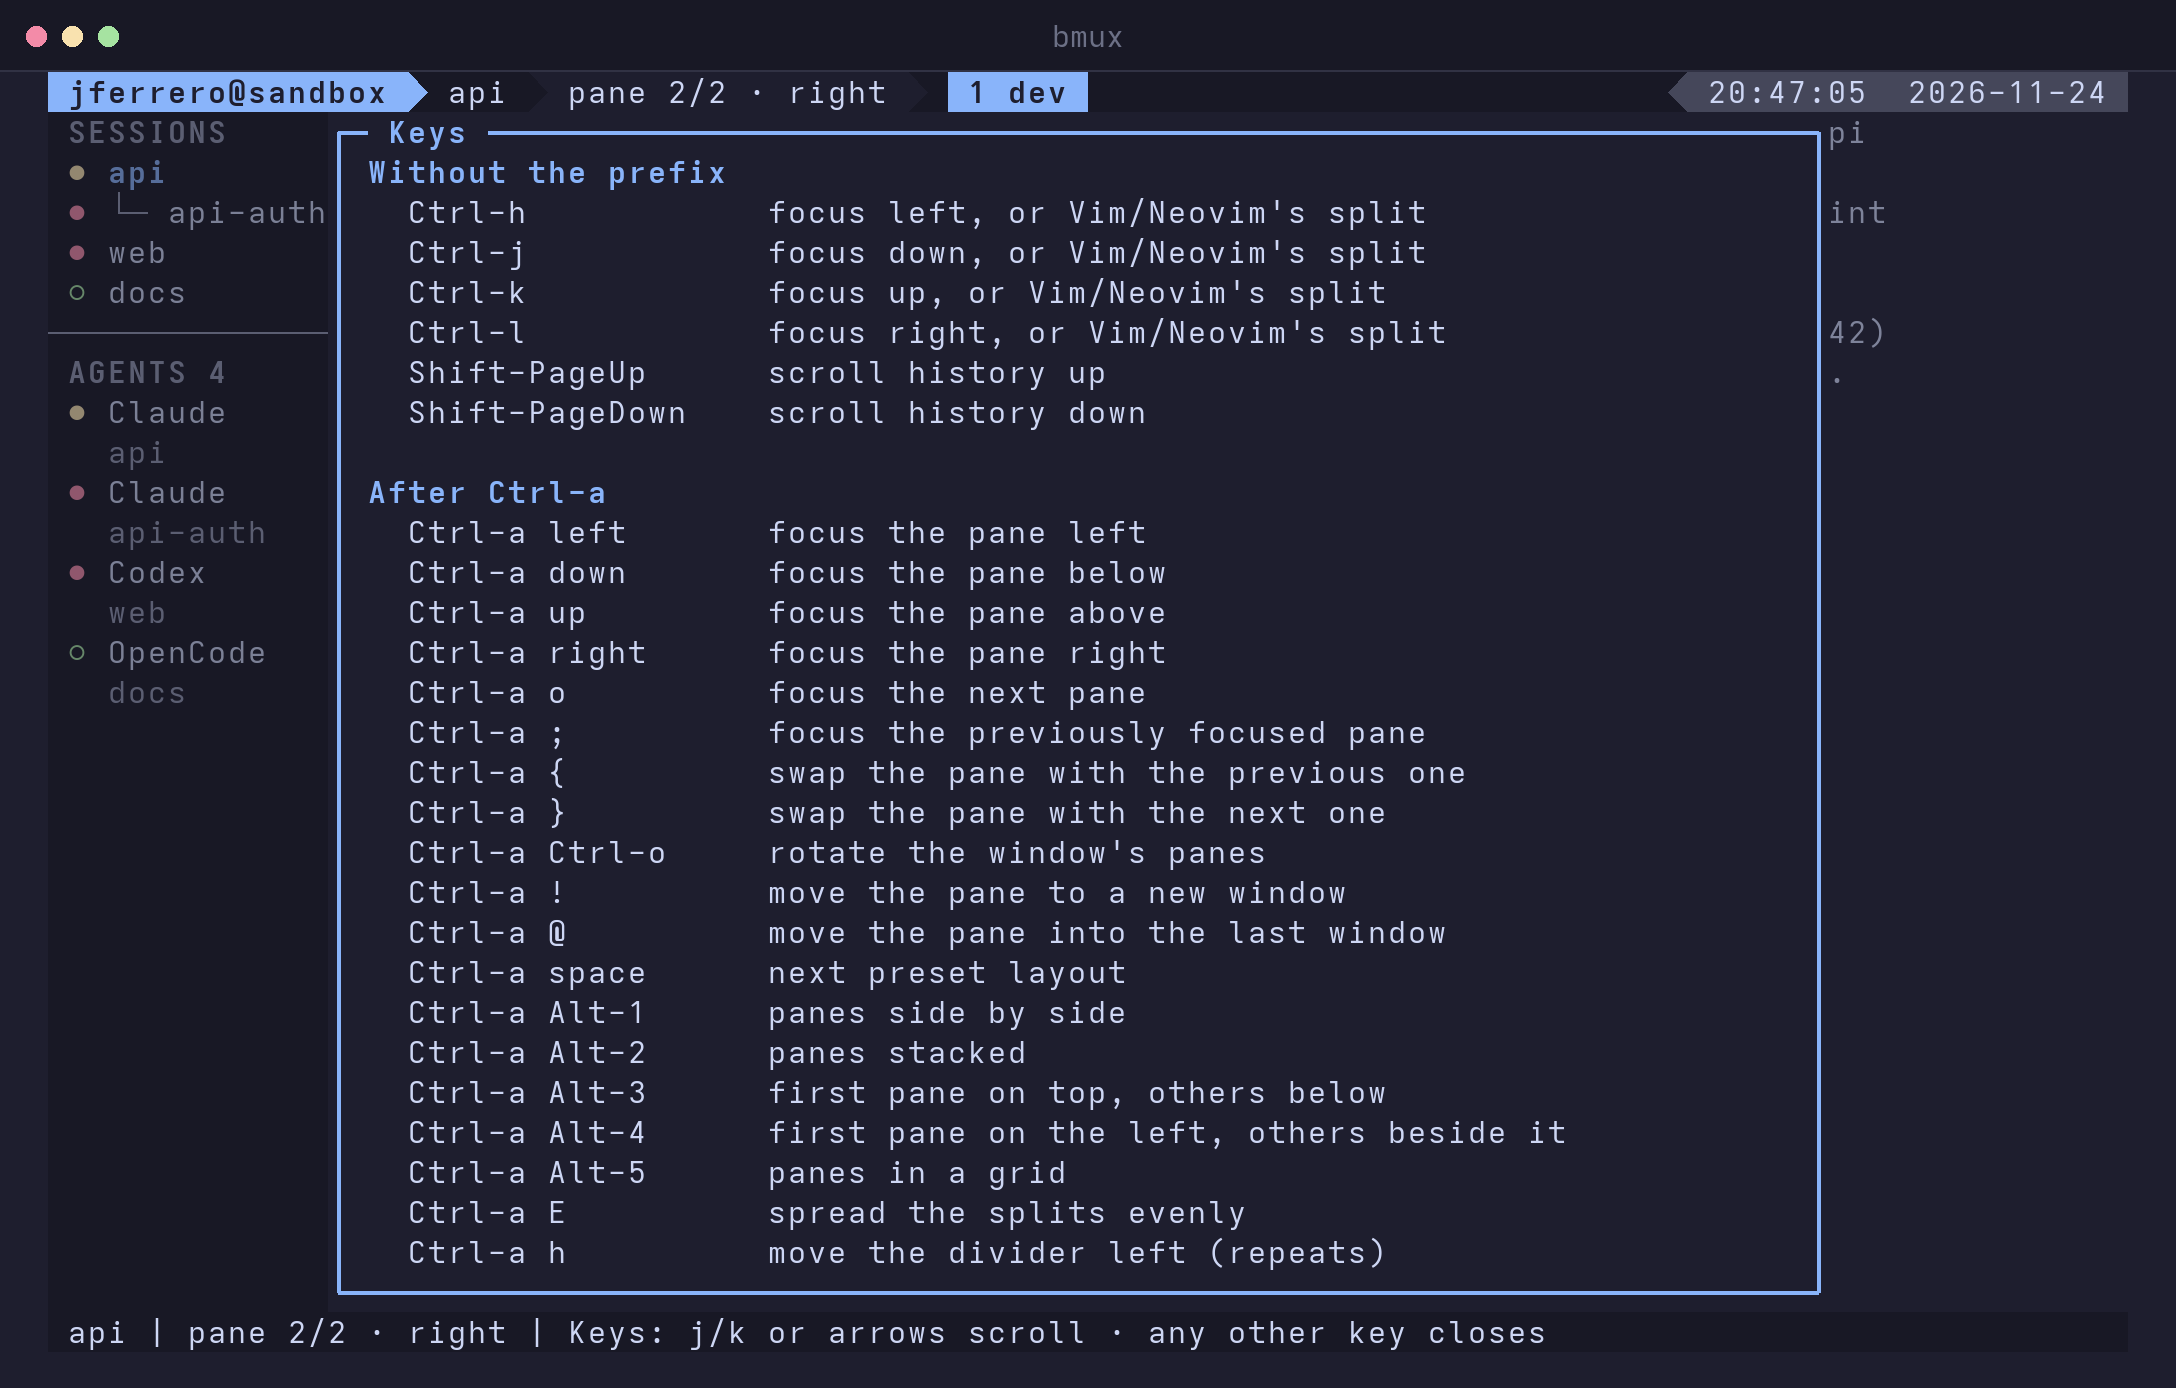 bmux
jferrero@sandbox api pane 2/2 · right 1 dev 20:47:05 2026-11-24
SESSIONS
● api
● └─ api-auth
● web
○ docs
AGENTS 4
● Claude
api
● Claude
api-auth
● Codex
web
○ OpenCode
docs
Keys
Without the prefix
Ctrl-h focus left, or Vim/Neovim's split
Ctrl-j focus down, or Vim/Neovim's split
Ctrl-k focus up, or Vim/Neovim's split
Ctrl-l focus right, or Vim/Neovim's split
Shift-PageUp scroll history up
Shift-PageDown scroll history down
After Ctrl-a
Ctrl-a left focus the pane left
Ctrl-a down focus the pane below
Ctrl-a up focus the pane above
Ctrl-a right focus the pane right
Ctrl-a o focus the next pane
Ctrl-a ; focus the previously focused pane
Ctrl-a { swap the pane with the previous one
Ctrl-a } swap the pane with the next one
Ctrl-a Ctrl-o rotate the window's panes
Ctrl-a ! move the pane to a new window
Ctrl-a @ move the pane into the last window
Ctrl-a space next preset layout
Ctrl-a Alt-1 panes side by side
Ctrl-a Alt-2 panes stacked
Ctrl-a Alt-3 first pane on top, others below
Ctrl-a Alt-4 first pane on the left, others beside it
Ctrl-a Alt-5 panes in a grid
Ctrl-a E spread the splits evenly
Ctrl-a h move the divider left (repeats)
pi
int
42)
.
api | pane 2/2 · right | Keys: j/k or arrows scroll · any other key closes